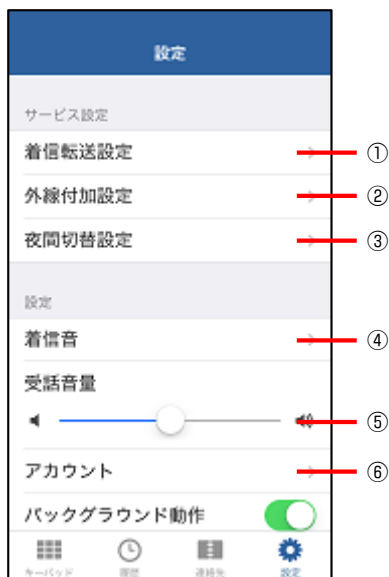 設定
サービス設定
着信転送設定 ①
外線付加設定 ②
夜間切替設定 ③
設定
着信音 ④
受話音量
⑤
アカウント ⑥
バックグラウンド動作
キーパッド 履歴 連絡先 設定